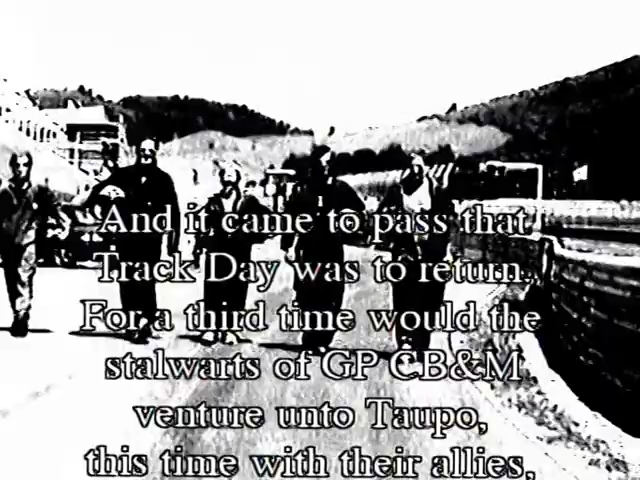 And it came to pass that
Track Day was to return.
For a third time would the
stalwarts of GP CB&M
venture unto Taupo,
this time with their allies,